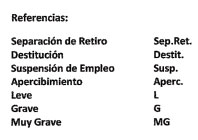 Referencias:
Separación de Retiro Sep.Ret.
Destitución Destit.
Suspensión de Empleo Susp.
Apercibimiento Aperc.
Leve L
Grave G
Muy Grave MG